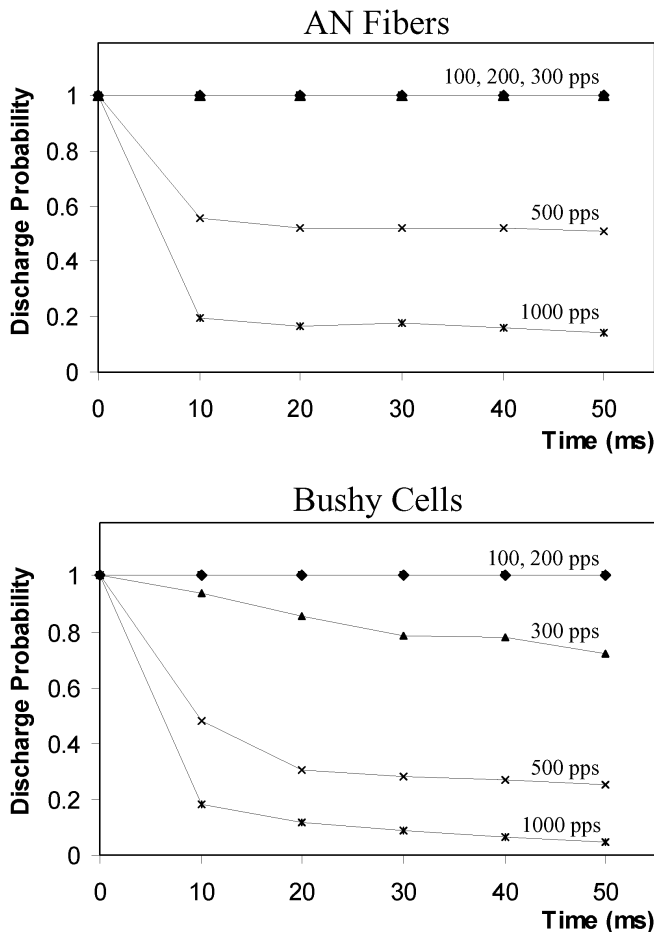 AN Fibers
Discharge Probability
1
0.8
0.6
0.4
0.2
0
100, 200, 300 pps
500 pps
1000 pps
0 10 20 30 40 50
Time (ms)
Bushy Cells
Discharge Probability
1
0.8
0.6
0.4
0.2
0
100, 200 pps
300 pps
500 pps
1000 pps
0 10 20 30 40 50
Time (ms)